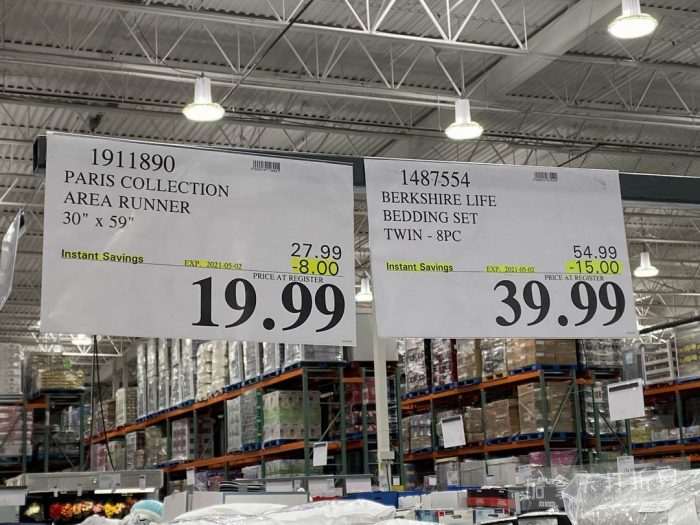 1911890
PARIS COLLECTION
AREA RUNNER
30" x 59"
27.99
Instant Savings EXP. 2021-05-02 -8.00
PRICE AT REGISTER
19.99
1487554
BERKSHIRE LIFE
BEDDING SET
TWIN - 8PC
54.99
Instant Savings EXP. 2021-05-02 -15.00
PRICE AT REGISTER
39.99